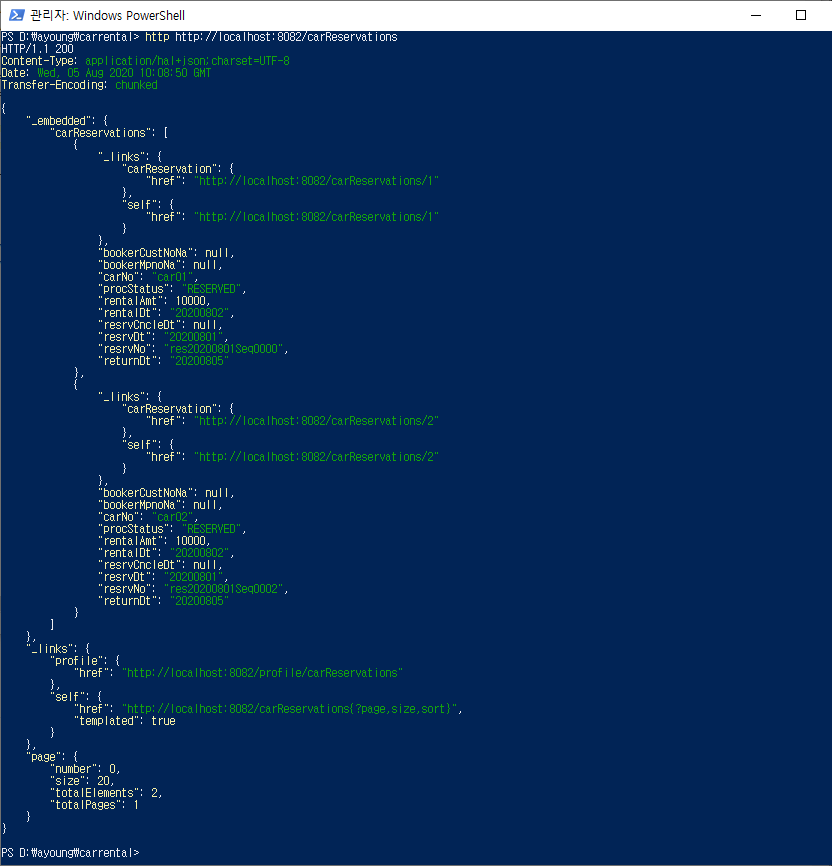 관리자: Windows PowerShell
PS D:\ayoung\carrental> http http://localhost:8082/carReservations
HTTP/1.1 200
Content-Type: application/hal+json;charset=UTF-8
Date: Wed, 05 Aug 2020 10:08:50 GMT
Transfer-Encoding: chunked

{
    "_embedded": {
        "carReservations": [
            {
                "_links": {
                    "carReservation": {
                        "href": "http://localhost:8082/carReservations/1"
                    },
                    "self": {
                        "href": "http://localhost:8082/carReservations/1"
                    }
                },
                "bookerCustNoNa": null,
                "bookerMpnoNa": null,
                "carNo": "car01",
                "procStatus": "RESERVED",
                "rentalAmt": 10000,
                "rentalDt": "20200802",
                "resrvCncleDt": null,
                "resrvDt": "20200801",
                "resrvNo": "res20200801Seq0000",
                "returnDt": "20200805"
            },
            {
                "_links": {
                    "carReservation": {
                        "href": "http://localhost:8082/carReservations/2"
                    },
                    "self": {
                        "href": "http://localhost:8082/carReservations/2"
                    }
                },
                "bookerCustNoNa": null,
                "bookerMpnoNa": null,
                "carNo": "car02",
                "procStatus": "RESERVED",
                "rentalAmt": 10000,
                "rentalDt": "20200802",
                "resrvCncleDt": null,
                "resrvDt": "20200801",
                "resrvNo": "res20200801Seq0002",
                "returnDt": "20200805"
            }
        ]
    },
    "_links": {
        "profile": {
            "href": "http://localhost:8082/profile/carReservations"
        },
        "self": {
            "href": "http://localhost:8082/carReservations{?page,size,sort}",
            "templated": true
        }
    },
    "page": {
        "number": 0,
        "size": 20,
        "totalElements": 2,
        "totalPages": 1
    }
}

PS D:\ayoung\carrental>